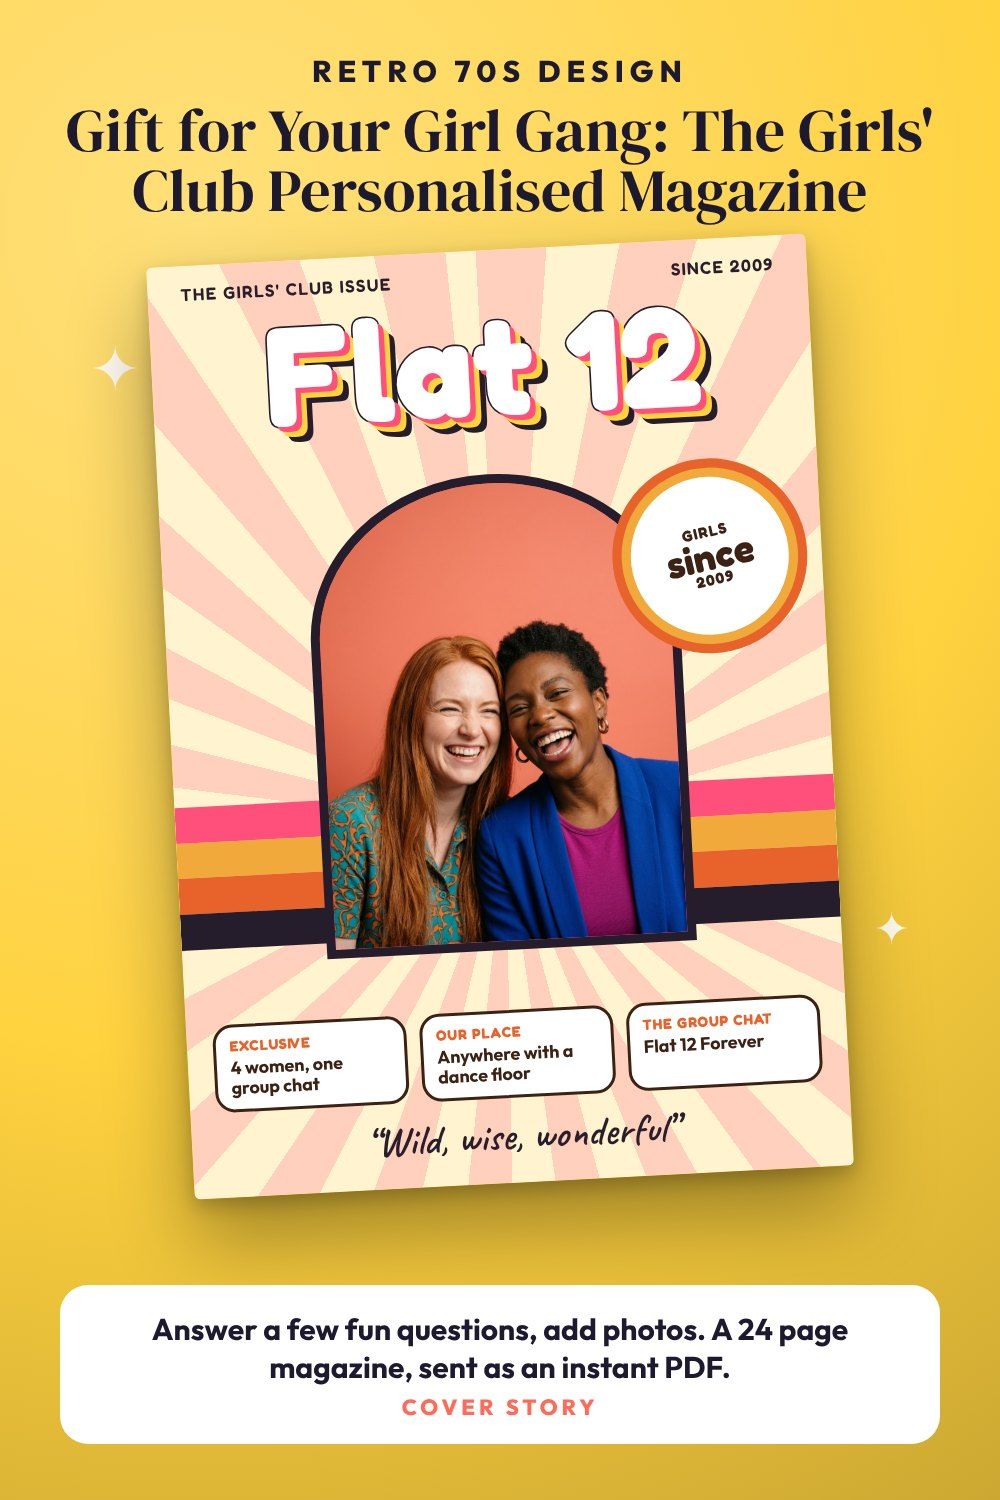 RETRO 70S DESIGN
Gift for Your Girl Gang: The Girls'
Club Personalised Magazine
THE GIRLS' CLUB ISSUE
SINCE 2009
Flat 12
GIRLS
since
2009
EXCLUSIVE
4 women, one
group chat
OUR PLACE
Anywhere with a
dance floor
THE GROUP CHAT
Flat 12 Forever
“Wild, wise, wonderful”
Answer a few fun questions, add photos. A 24 page
magazine, sent as an instant PDF.
COVER STORY